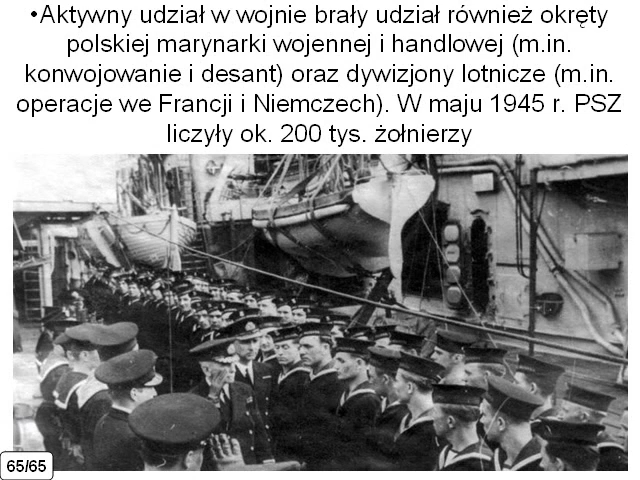 •Aktywny udział w wojnie brały udział również okręty
polskiej marynarki wojennej i handlowej (m.in.
konwojowanie i desant) oraz dywizjony lotnicze (m.in.
operacje we Francji i Niemczech). W maju 1945 r. PSZ
liczyły ok. 200 tys. żołnierzy
65/65